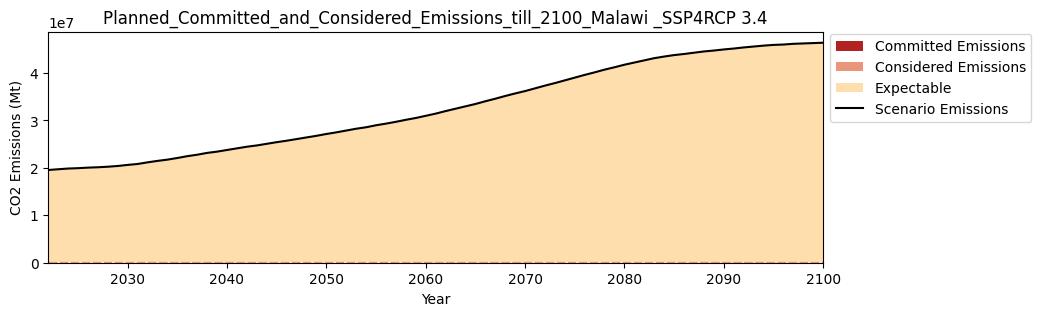 Planned_Committed_and_Considered_Emissions_till_2100_Malawi _SSP4RCP 3.4
1e7
4
3
2
1
0
CO2 Emissions (Mt)
2030 2040 2050 2060 2070 2080 2090 2100
Year
Committed Emissions
Considered Emissions
Expectable
Scenario Emissions